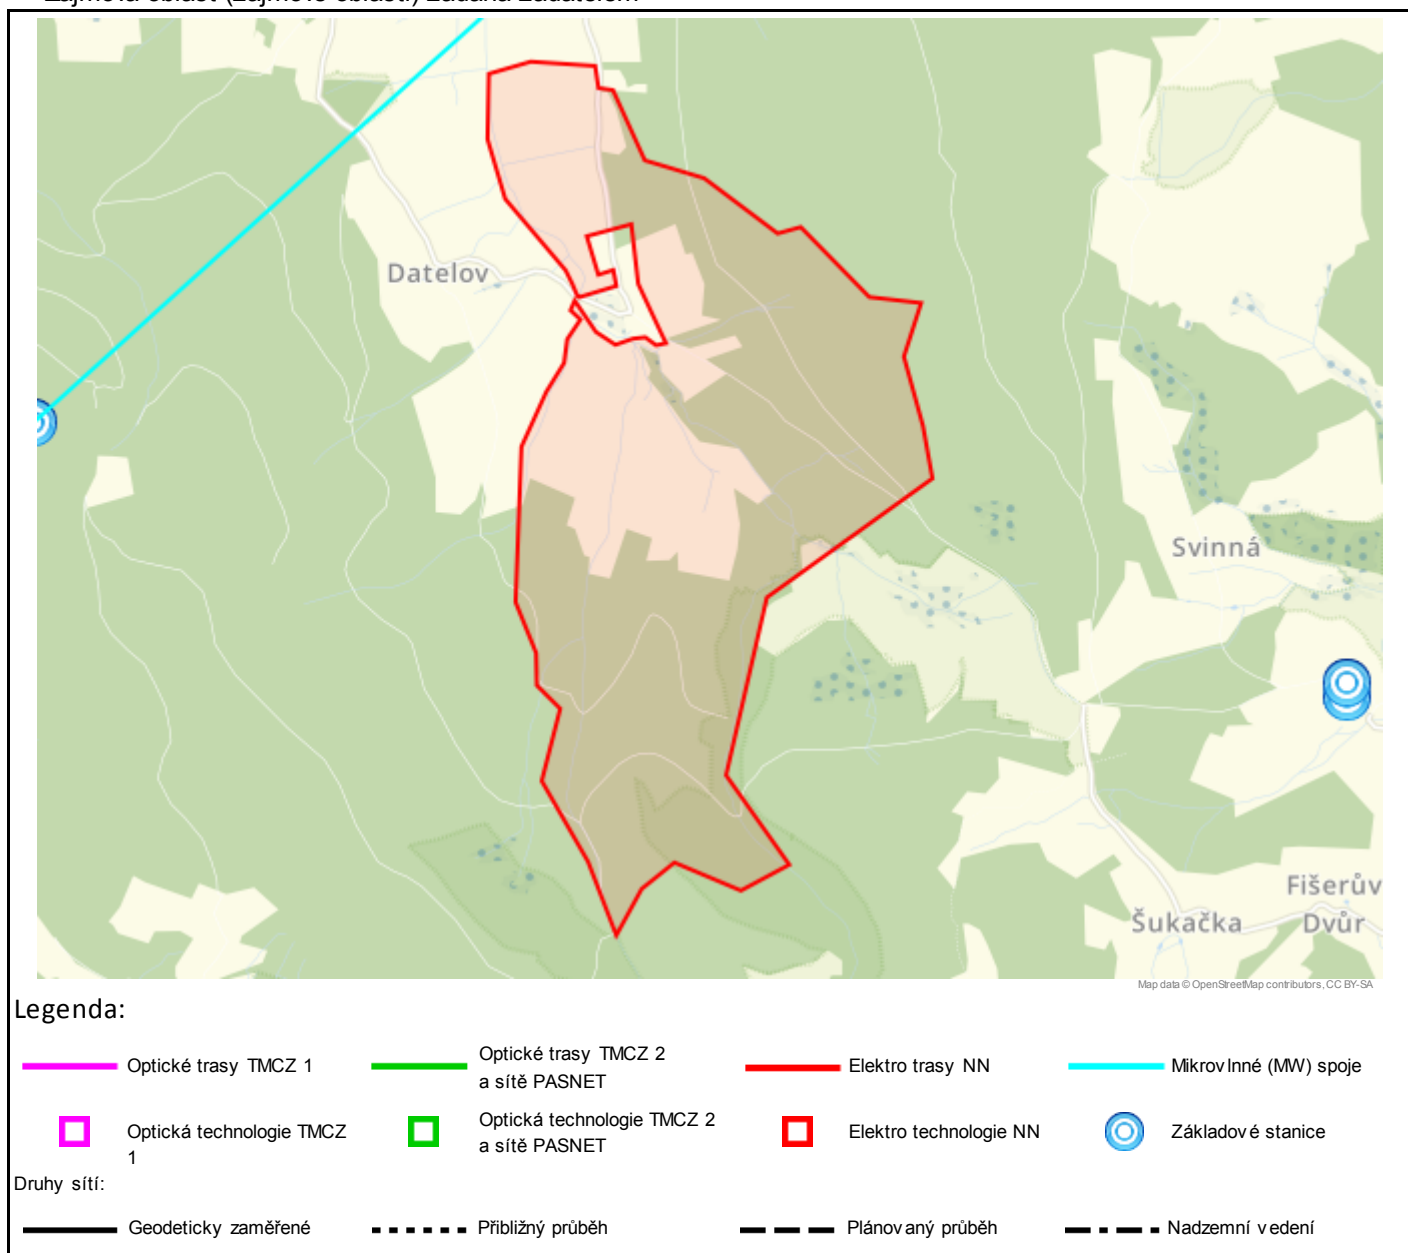 Datelov
Svinná
Fišerův
Dvůr
Šukačka
Map data © OpenStreetMap contributors, CC BY-SA
Legenda:
Optické trasy TMCZ 1
Optické trasy TMCZ 2
a sítě PASNET
Elektro trasy NN
Mikrovlnné (MW) spoje
Optická technologie TMCZ
1
Optická technologie TMCZ 2
a sítě PASNET
Elektro technologie NN
Základové stanice
Druhy sítí:
Geodeticky zaměřené
Přibližný průběh
Plánovaný průběh
Nadzemní vedení